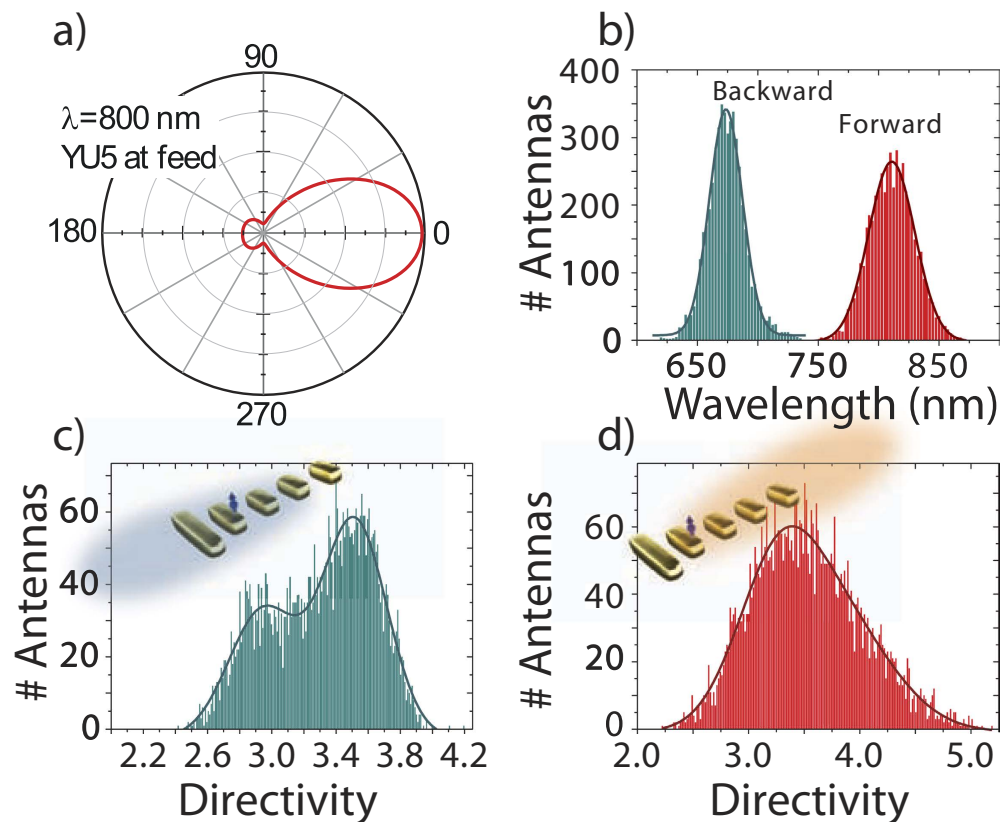 a)
90
λ=800 nm
YU5 at feed
180
0
270
b)
# Antennas
400
300
200
100
0
Backward
Forward
650
750
850
Wavelength (nm)
c)
# Antennas
60
40
20
0
2.2 2.6 3.0 3.4 3.8 4.2
Directivity
d)
# Antennas
60
40
20
0
2.0 3.0 4.0 5.0
Directivity